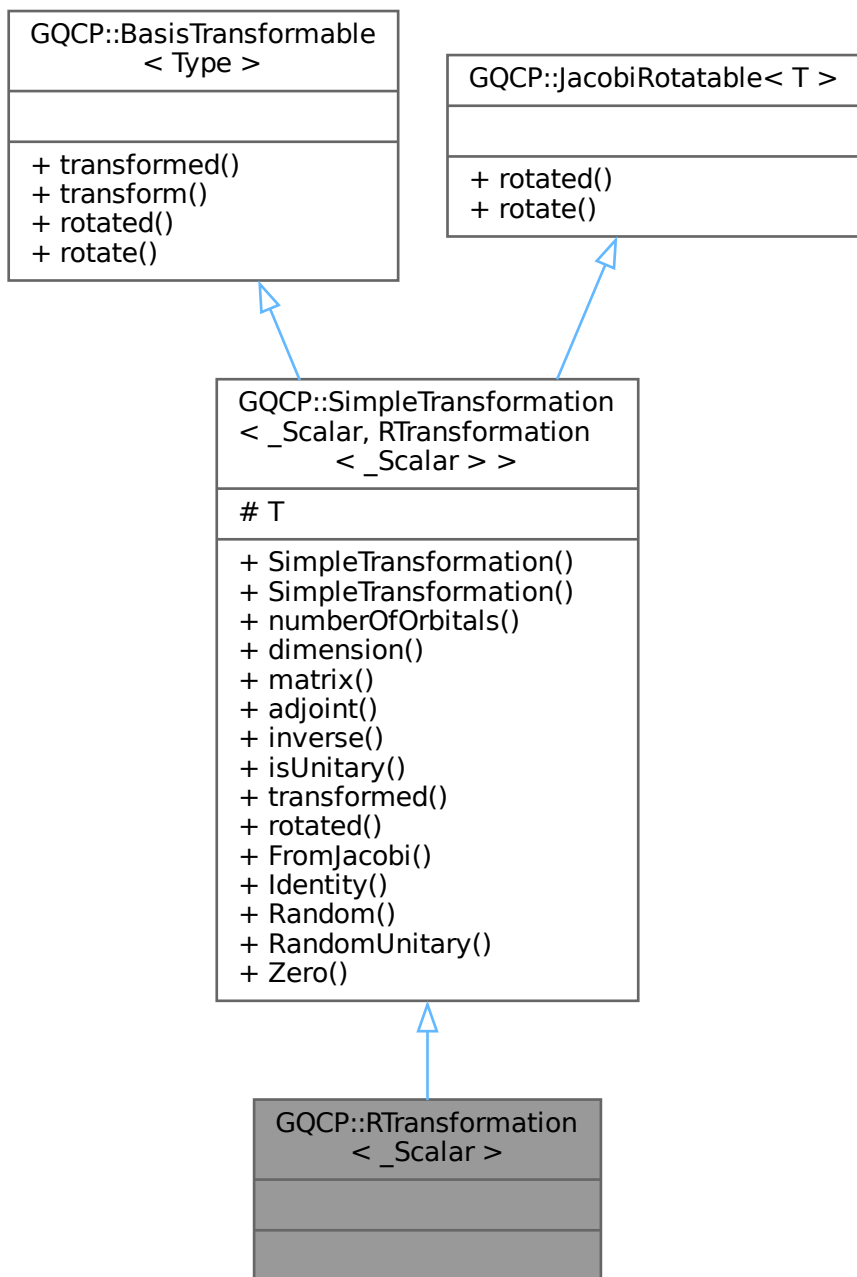 GQCP::BasisTransformable
< Type >
+ transformed()
+ transform()
+ rotated()
+ rotate()
GQCP::JacobiRotatable< T >
+ rotated()
+ rotate()
GQCP::SimpleTransformation
< _Scalar, RTransformation
< _Scalar > >
# T
+ SimpleTransformation()
+ SimpleTransformation()
+ numberOfOrbitals()
+ dimension()
+ matrix()
+ adjoint()
+ inverse()
+ isUnitary()
+ transformed()
+ rotated()
+ FromJacobi()
+ Identity()
+ Random()
+ RandomUnitary()
+ Zero()
GQCP::RTransformation
< _Scalar >